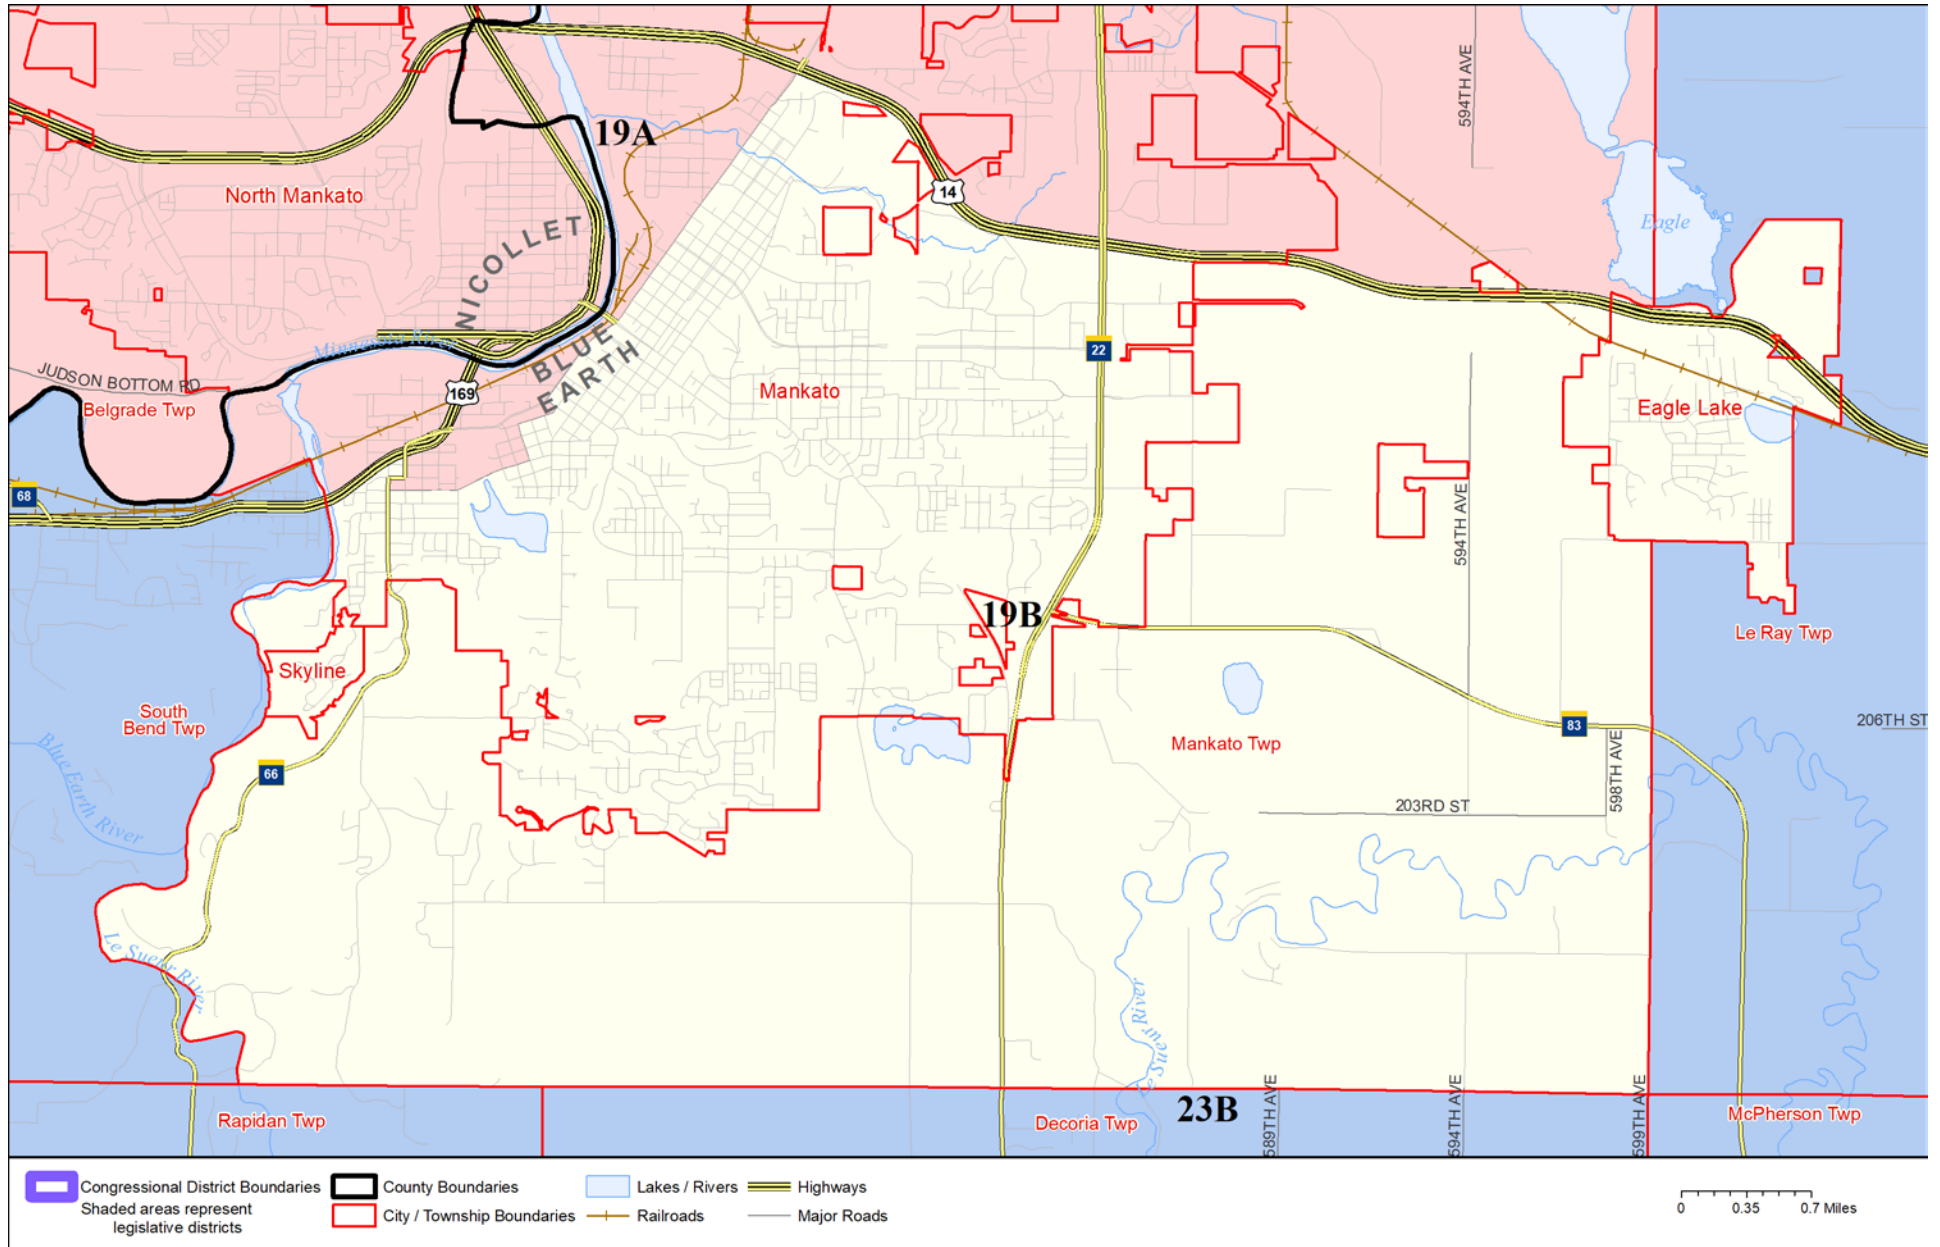 594TH AVE
19A
14
North Mankato
NICOLLET
Eagle
Minnesota River
BLUE
EARTH
22
JUDSON BOTTOM RD
Belgrade Twp
169
Mankato
Eagle Lake
68
594TH AVE
19B
Le Ray Twp
Skyline
South
Bend Twp
Blue Earth River
66
Mankato Twp
83
206TH ST
598TH AVE
203RD ST
Le Sueur River
Le Sueur River
Rapidan Twp
Decoria Twp
23B
589TH AVE
594TH AVE
599TH AVE
McPherson Twp
Congressional District Boundaries
Shaded areas represent
legislative districts
County Boundaries
City / Township Boundaries
Lakes / Rivers
Railroads
Highways
Major Roads
0 0.35 0.7 Miles